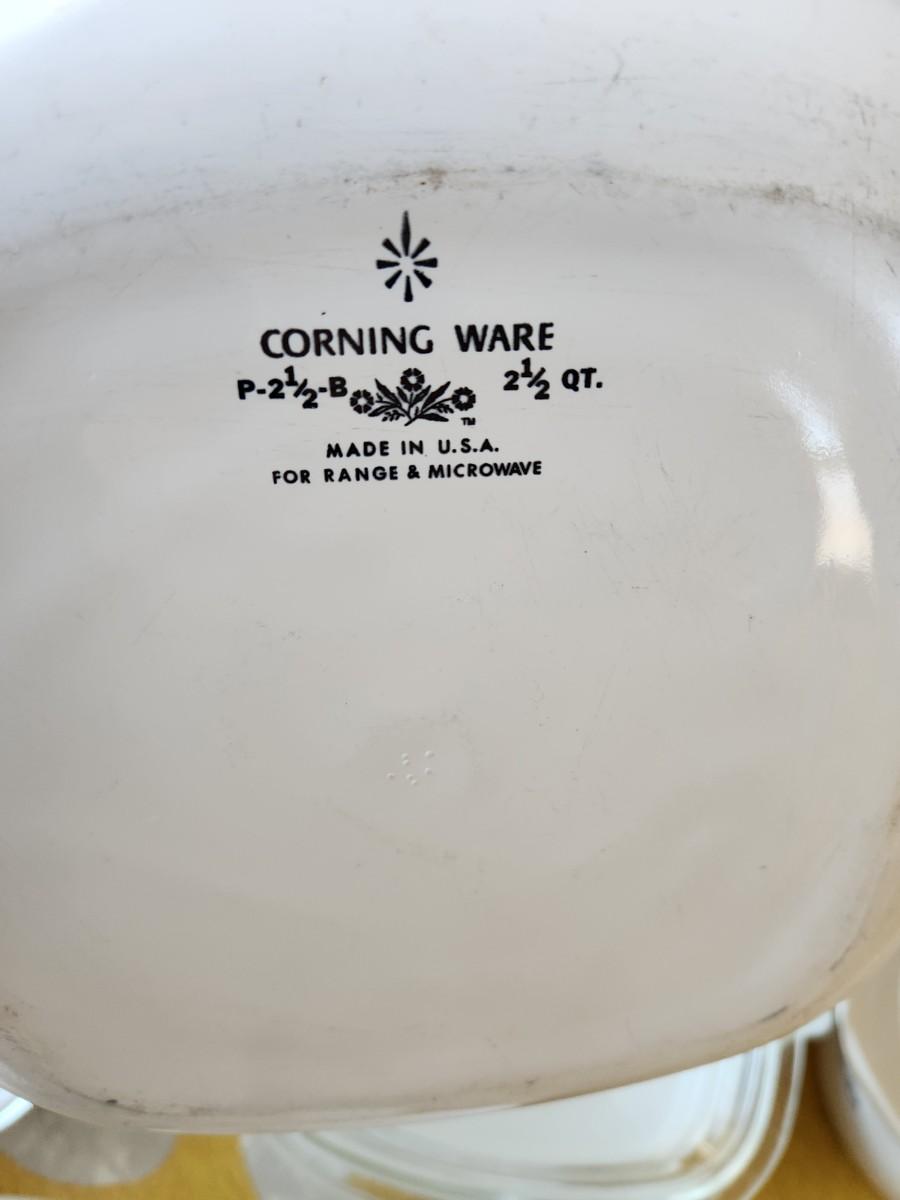 CORNING WARE
P-2½-B 2½ QT.
TM
MADE IN U.S.A.
FOR RANGE & MICROWAVE